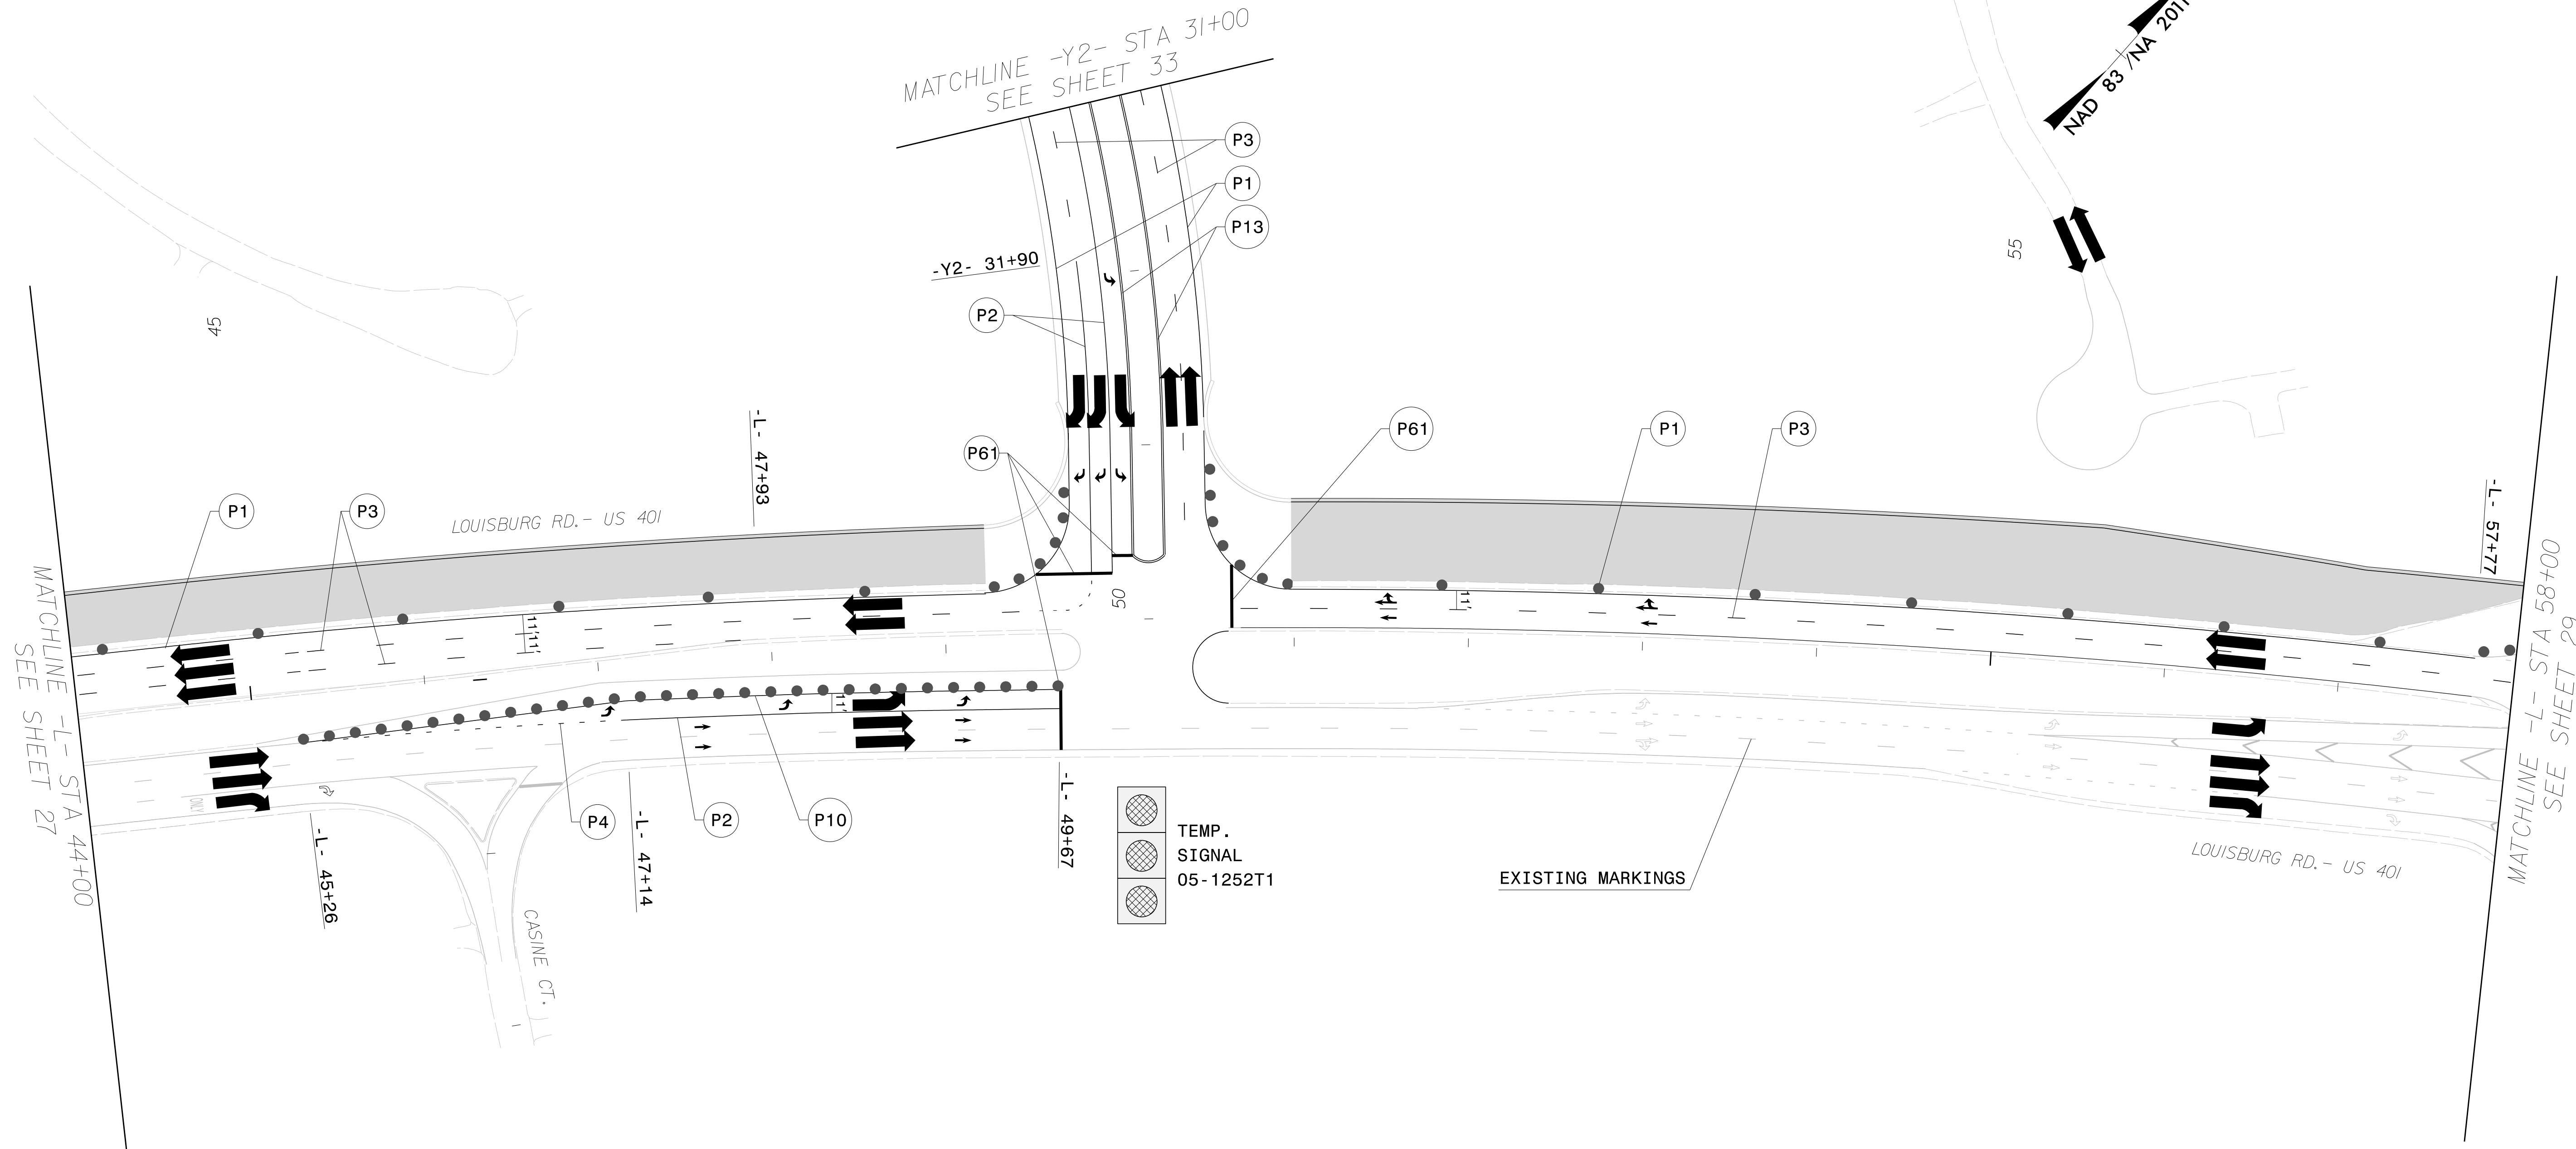 MATCHLINE -Y2- STA 31+00
SEE SHEET 33
NAD 83 /NA 2011
P3
P1
P13
-Y2- 31+90
P2
55
45
-L- 47+93
P61
P61
P1
P3
-L- 57+77
P1
P3
LOUISBURG RD.- US 401
50
11'
11'
11'
11'
MATCHLINE -L- STA 44+00
SEE SHEET 27
MATCHLINE -L- STA 58+00
SEE SHEET 29
ONLY
-L- 45+26
P4
-L- 47+14
P2
P10
-L- 49+67
TEMP.
SIGNAL
05-1252T1
EXISTING MARKINGS
LOUISBURG RD.- US 401
CASINE CT.